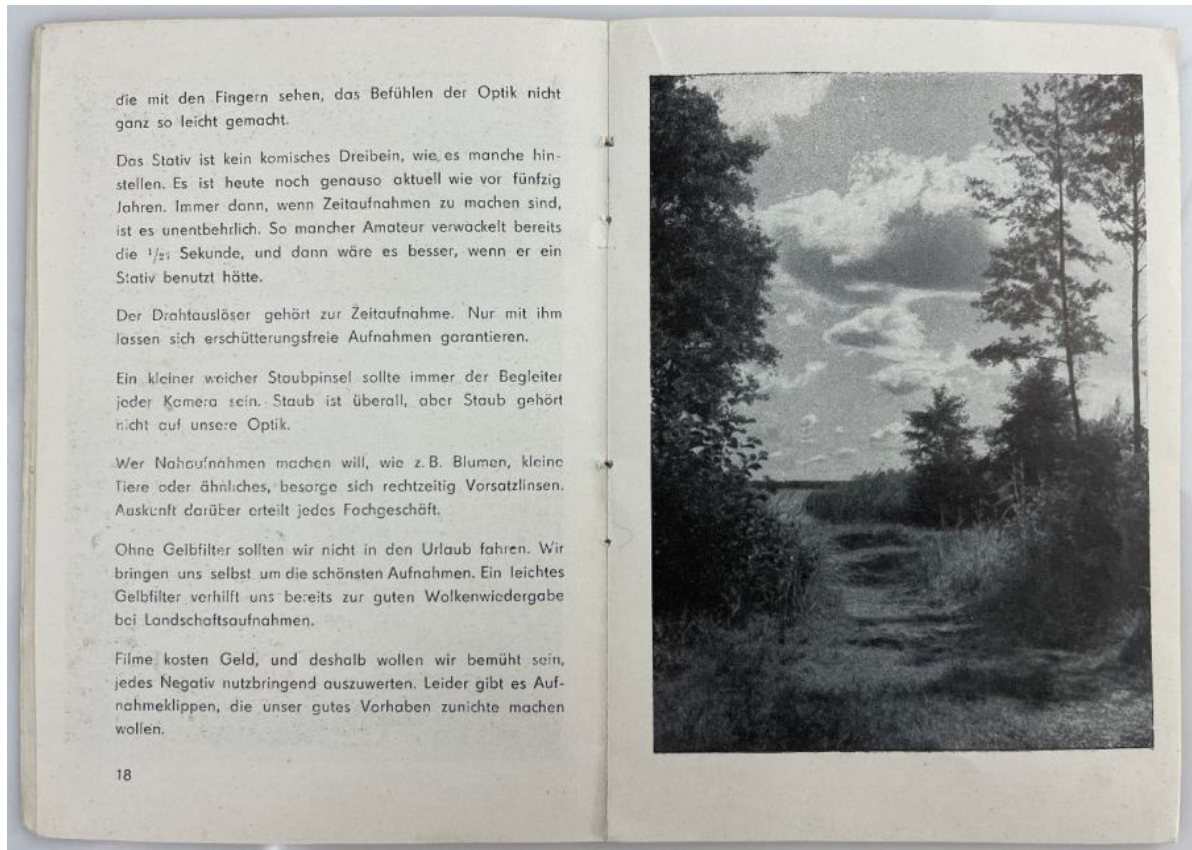 die mit den Fingern sehen, das Befühlen der Optik nicht
ganz so leicht gemacht.
Das Stativ ist kein komisches Dreibein, wie es manche hin-
stellen. Es ist heute noch genauso aktuell wie vor fünfzig
Jahren. Immer dann, wenn Zeitaufnahmen zu machen sind,
ist es unentbehrlich. So mancher Amateur verwackelt bereits
die Sekunde, und dann wäre es besser, wenn er ein
Stativ benutzt hätte.
Der Drahtauslöser gehört zur Zeitaufnahme. Nur mit ihm
lassen sich erschütterungsfreie Aufnahmen garantieren.
Ein kleiner weicher Staubpinsel sollte immer der Begleiter
jeder Kamera sein. Staub ist überall, aber Staub gehört
nicht auf unsere Optik.
Wer Nahaufnahmen machen will, wie z. B. Blumen, kleine
Tiere oder ähnliches, besorge sich rechtzeitig Vorsatzlinsen.
Auskunft darüber erteilt jedes Fachgeschäft.
Ohne Gelbfilter sollten wir nicht in den Urlaub fahren. Wir
bringen uns selbst um die schönsten Aufnahmen. Ein leichtes
Gelbfilter verhilft uns bereits zur guten Wolkenwiedergabe
bei Landschaftsaufnahmen.
Filme kosten Geld, und deshalb wollen wir bemüht sein,
jedes Negativ nutzbringend auszuwerten. Leider gibt es Auf-
nahmeklippen, die unser gutes Vorhaben zunichte machen
wollen.
18